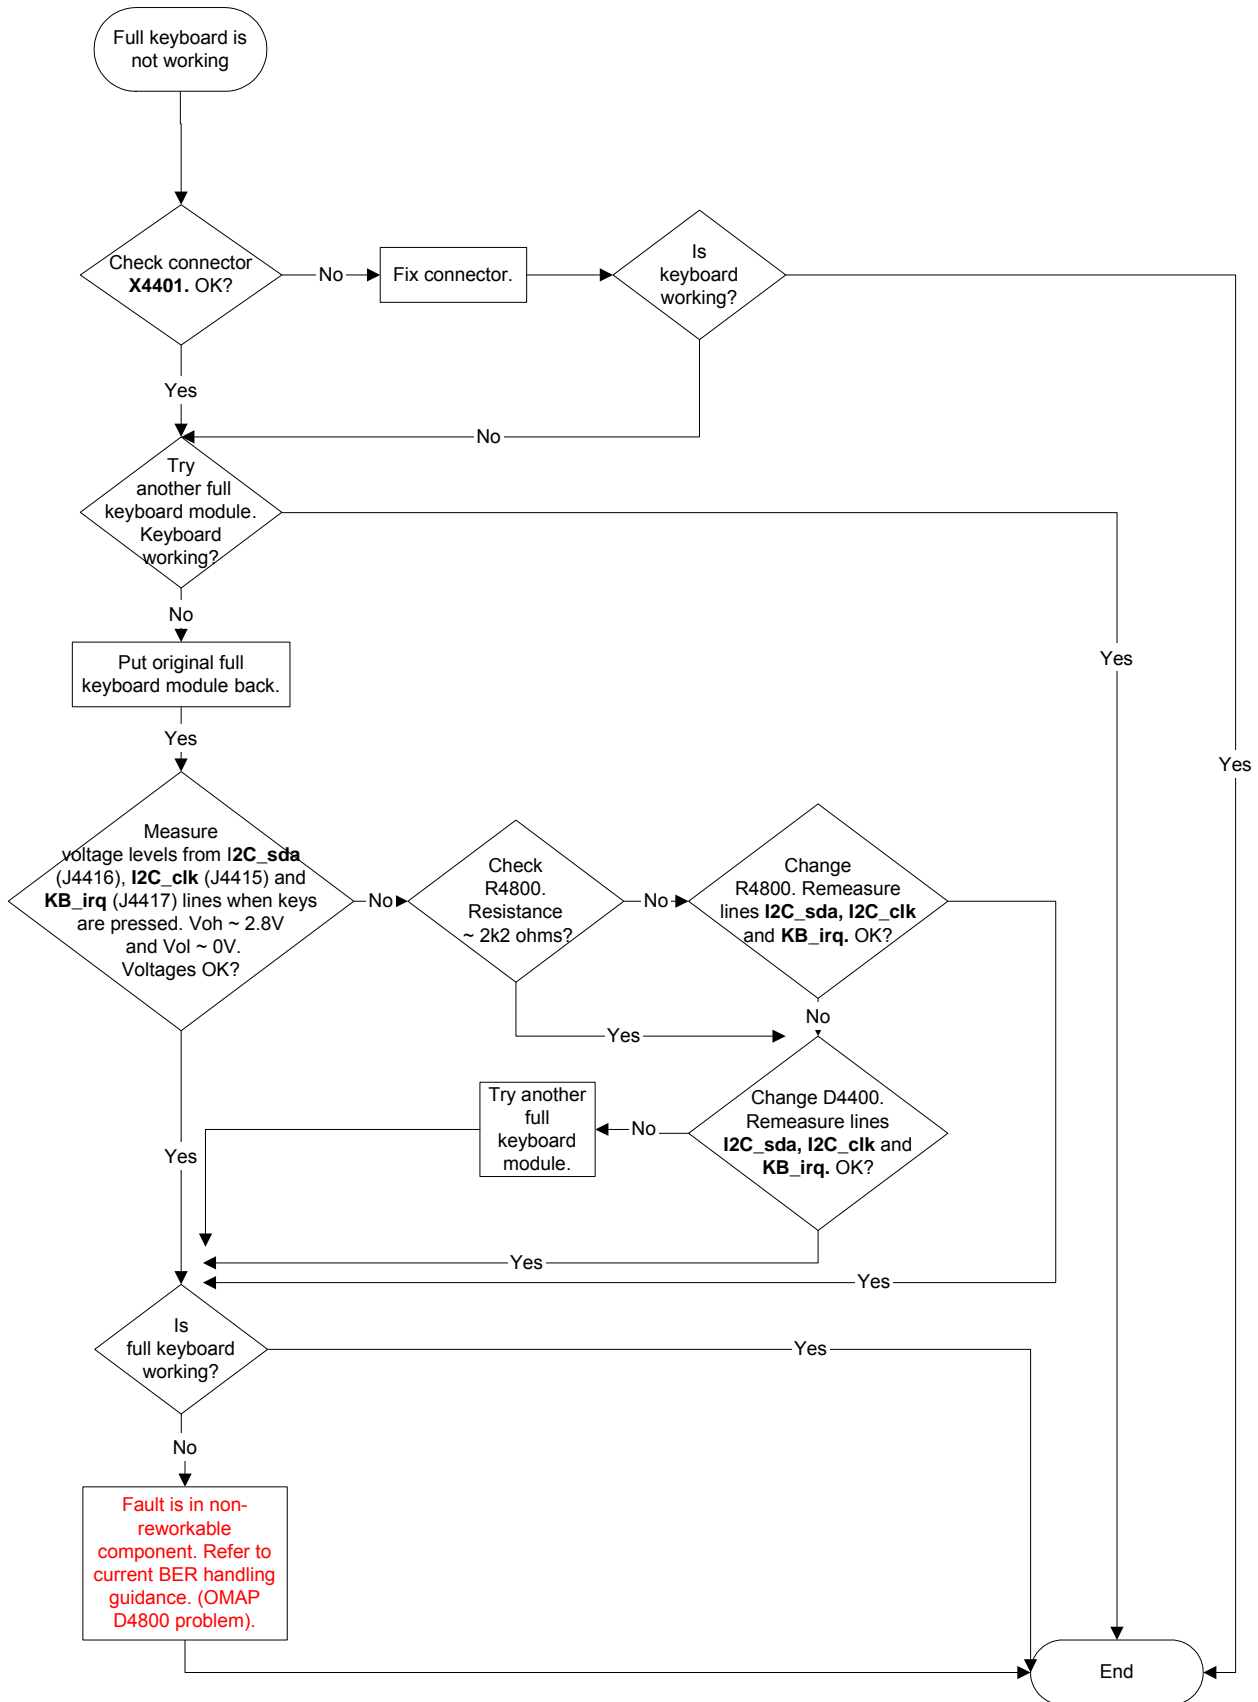 Full keyboard is
not working
Check connector
X4401. OK?
No
Fix connector.
Is
keyboard
working?
Yes
No
Try
another full
keyboard module.
Keyboard
working?
No
Yes
Yes
Put original full
keyboard module back.
Yes
Measure
voltage levels from I2C_sda
(J4416), I2C_clk (J4415) and
KB_irq (J4417) lines when keys
are pressed. Voh ~ 2.8V
and Vol ~ 0V.
Voltages OK?
No
Check
R4800.
Resistance
~ 2k2 ohms?
No
Change
R4800. Remeasure
lines I2C_sda, I2C_clk
and KB_irq. OK?
No
Yes
Change D4400.
Remeasure lines
I2C_sda, I2C_clk and
KB_irq. OK?
No
Try another
full
keyboard
module.
Yes
Yes
Yes
Is
full keyboard
working?
Yes
No
Fault is in non-
reworkable
component. Refer to
current BER handling
guidance. (OMAP
D4800 problem).
End